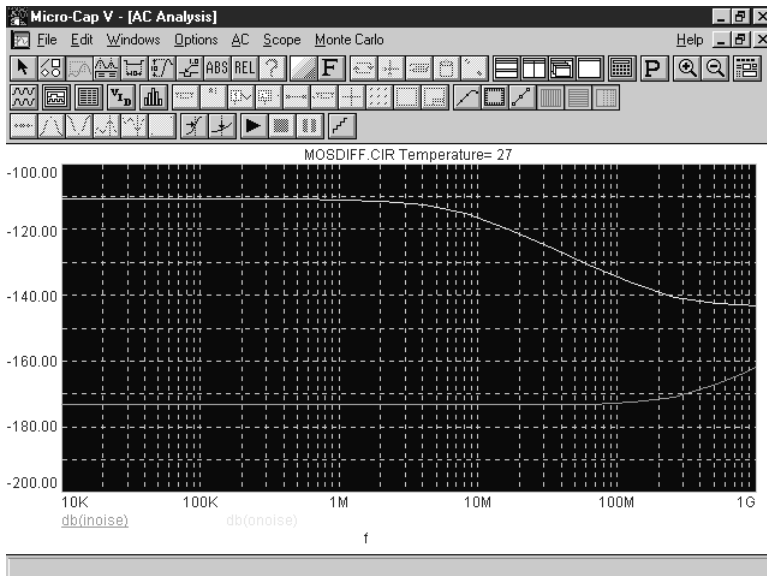 Micro-Cap V - [AC Analysis]
File Edit Windows Options AC Scope Monte Carlo Help
ABS REL ? F P
VID
MOSDIFF.CIR Temperature= 27
-100.00
-120.00
-140.00
-160.00
-180.00
-200.00
10K 100K 1M 10M 100M 1G
db(inoise) db(onoise)
f